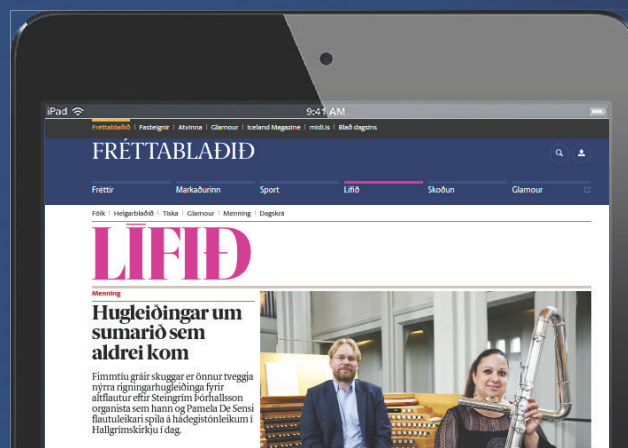 iPad 9:41 AM
Fréttablaðið | Fasteignir | Atvinna | Glamour | Iceland Magazine | midi.is | Blað dagsins
FRÉTTABLAÐIÐ
Fréttir Markaðurinn Sport Lífið Skoðun Glamour
Fólk | Helgarblaðið | Tíska | Glamour | Menning | Dagskrá
LÍFIÐ
Menning
Hugleiðingar um
sumarið sem
aldrei kom
Fimmtíu gráir skuggar er önnur tveggja
nýrra rigningarhugleiðinga fyrir
altflautur eftir Steingrím Þórhallsson
organista sem hann og Pamela De Sensi
flautuleikari spila á hádegistónleikum í
Hallgrímskirkju í dag.